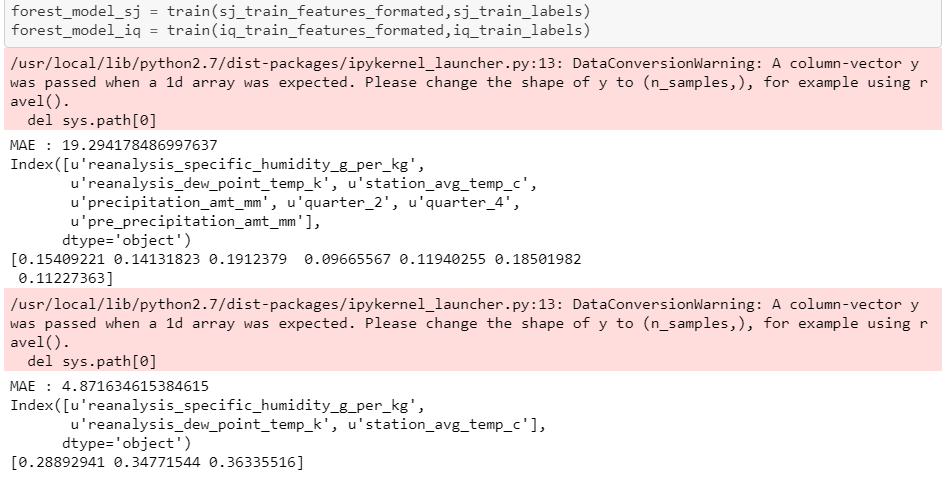 forest_model_sj = train(sj_train_features_formated,sj_train_labels)
forest_model_iq = train(iq_train_features_formated,iq_train_labels)
/usr/local/lib/python2.7/dist-packages/ipykernel_launcher.py:13: DataConversionWarning: A column-vector y
was passed when a 1d array was expected. Please change the shape of y to (n_samples,), for example using r
avel().
  del sys.path[0]
MAE : 19.294178486997637
Index([u'reanalysis_specific_humidity_g_per_kg',
       u'reanalysis_dew_point_temp_k', u'station_avg_temp_c',
       u'precipitation_amt_mm', u'quarter_2', u'quarter_4',
       u'pre_precipitation_amt_mm'],
      dtype='object')
[0.15409221 0.14131823 0.1912379  0.09665567 0.11940255 0.18501982
 0.11227363]
/usr/local/lib/python2.7/dist-packages/ipykernel_launcher.py:13: DataConversionWarning: A column-vector y
was passed when a 1d array was expected. Please change the shape of y to (n_samples,), for example using r
avel().
  del sys.path[0]
MAE : 4.871634615384615
Index([u'reanalysis_specific_humidity_g_per_kg',
       u'reanalysis_dew_point_temp_k', u'station_avg_temp_c'],
      dtype='object')
[0.28892941 0.34771544 0.36335516]